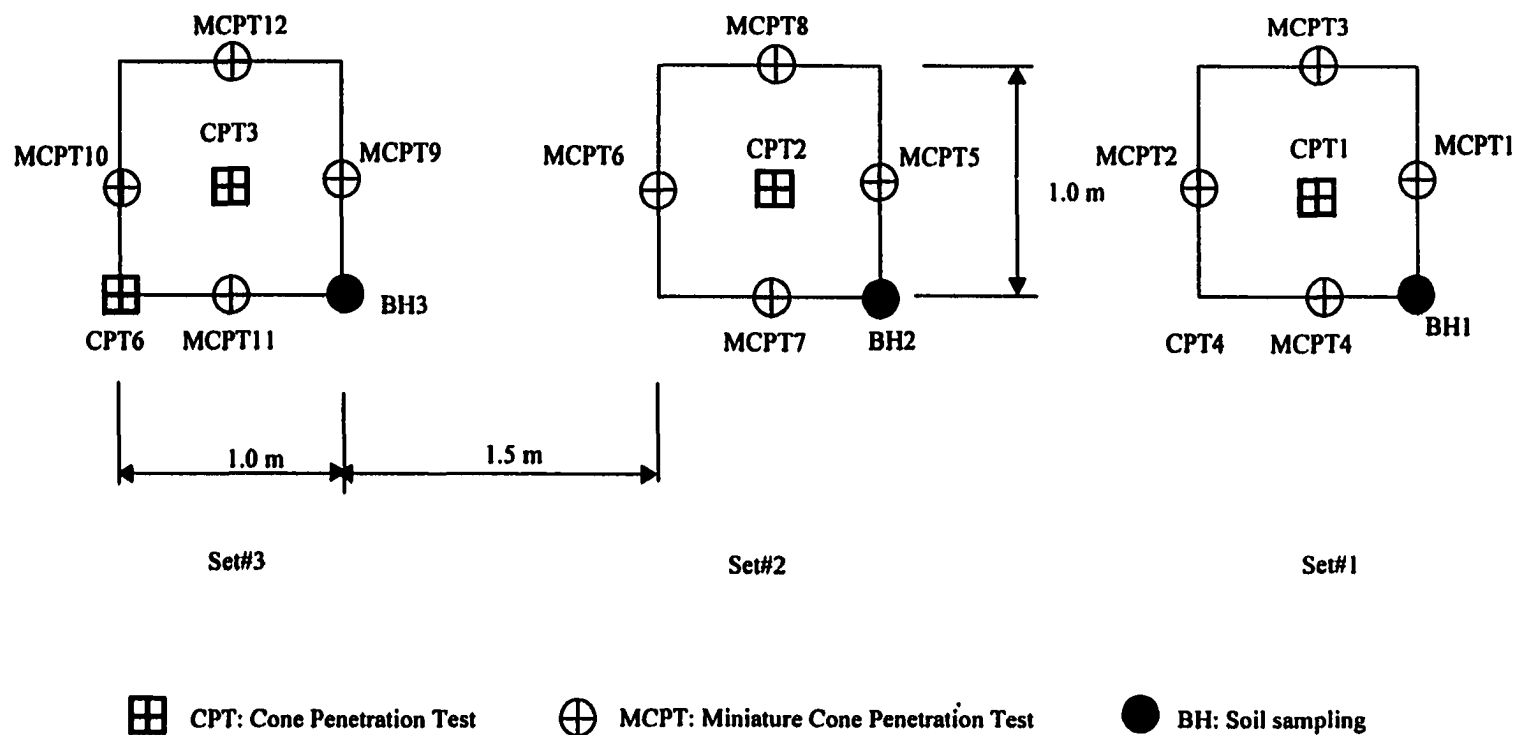 MCPT12
MCPT8
MCPT3
CPT3
MCPT10
MCPT9
MCPT6
CPT2
MCPT5
MCPT2
CPT1
MCPT1
1.0 m
BH3
CPT6
MCPT11
MCPT7
BH2
CPT4
MCPT4
BH1
1.0 m
1.5 m
Set#3
Set#2
Set#1
CPT: Cone Penetration Test
MCPT: Miniature Cone Penetration Test
BH: Soil sampling